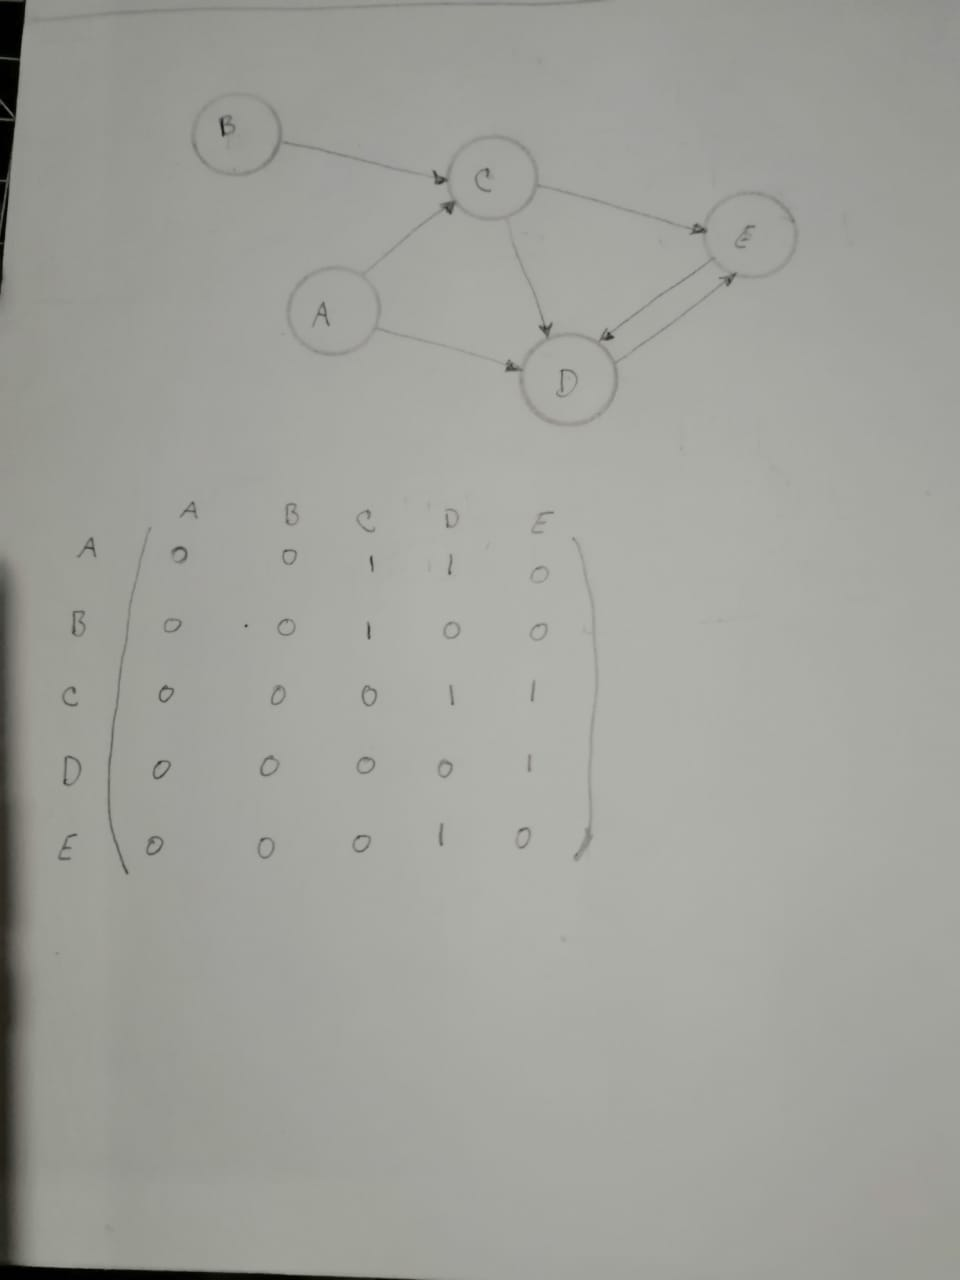 B
C
E
A
D
A B C D E
A 0 0 1 1 0
B 0 0 1 0 0
C 0 0 0 1 1
D 0 0 0 0 1
E 0 0 0 1 0